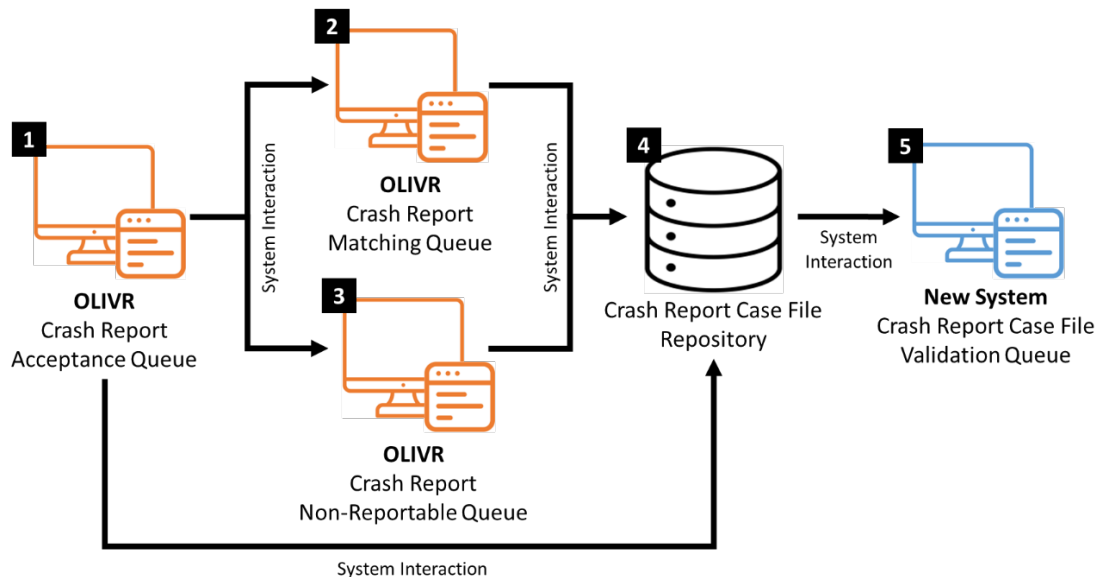 1
OLIVR
Crash Report
Acceptance Queue
System Interaction
2
OLIVR
Crash Report
Matching Queue
3
OLIVR
Crash Report
Non-Reportable Queue
System Interaction
4
Crash Report Case File
Repository
System
Interaction
5
New System
Crash Report Case File
Validation Queue
System Interaction